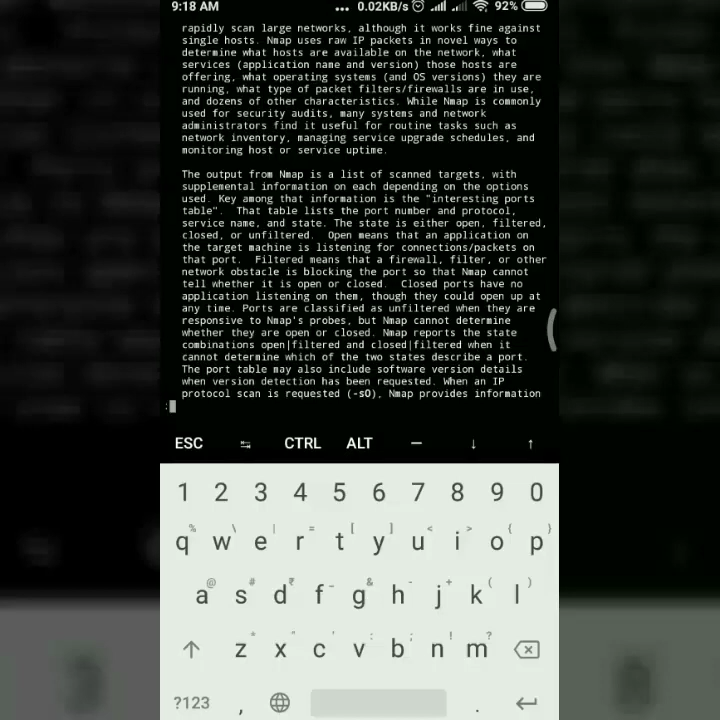 9:18 AM ... 0.02KB/s 92%
rapidly scan large networks, although it works fine against
single hosts. Nmap uses raw IP packets in novel ways to
determine what hosts are available on the network, what
services (application name and version) those hosts are
offering, what operating systems (and OS versions) they are
running, what type of packet filters/firewalls are in use,
and dozens of other characteristics. While Nmap is commonly
used for security audits, many systems and network
administrators find it useful for routine tasks such as
network inventory, managing service upgrade schedules, and
monitoring host or service uptime.
The output from Nmap is a list of scanned targets, with
supplemental information on each depending on the options
used. Key among that information is the "interesting ports
table".  That table lists the port number and protocol,
service name, and state. The state is either open, filtered,
closed, or unfiltered.  Open means that an application on
the target machine is listening for connections/packets on
that port.  Filtered means that a firewall, filter, or other
network obstacle is blocking the port so that Nmap cannot
tell whether it is open or closed.  Closed ports have no
application listening on them, though they could open up at
any time. Ports are classified as unfiltered when they are
responsive to Nmap's probes, but Nmap cannot determine
whether they are open or closed. Nmap reports the state
combinations open|filtered and closed|filtered when it
cannot determine which of the two states describe a port.
The port table may also include software version details
when version detection has been requested. When an IP
protocol scan is requested (-sO), Nmap provides information
:
ESC ↹ CTRL ALT — ↓ ↑
1 2 3 4 5 6 7 8 9 0
% \ | = [ ] < > { }
q w e r t y u i o p
@ # ₹ - & - + ( )
a s d f g h j k l
* " ' : ; ! ?
z x c v b n m
?123 , .